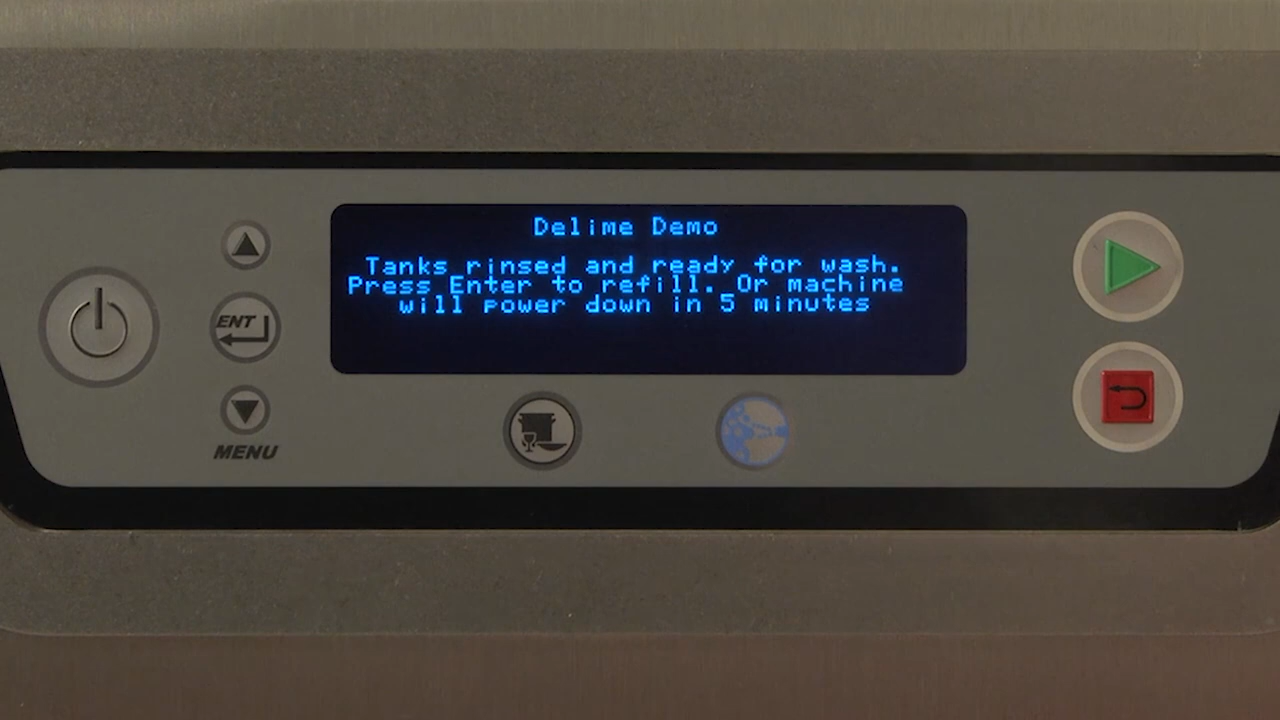 Delime Demo
Tanks rinsed and ready for wash.
Press Enter to refill. Or machine
will power down in 5 minutes
ENT
MENU